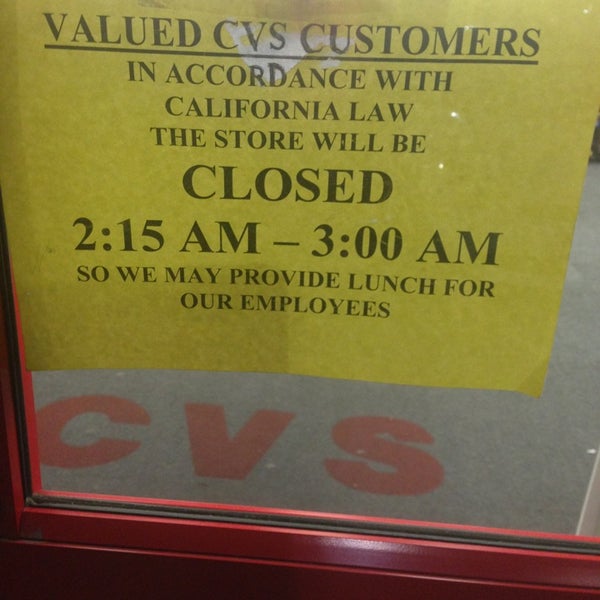 VALUED CVS CUSTOMERS
IN ACCORDANCE WITH
CALIFORNIA LAW
THE STORE WILL BE
CLOSED
2:15 AM – 3:00 AM
SO WE MAY PROVIDE LUNCH FOR
OUR EMPLOYEES
CVS